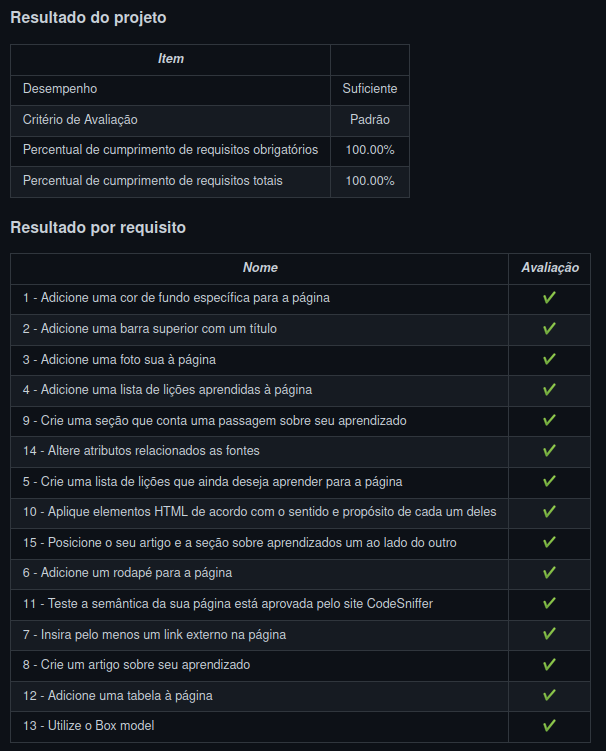 Resultado do projeto
Item
Desempenho Suficiente
Critério de Avaliação Padrão
Percentual de cumprimento de requisitos obrigatórios 100.00%
Percentual de cumprimento de requisitos totais 100.00%
Resultado por requisito
Nome Avaliação
1 - Adicione uma cor de fundo específica para a página ✔
2 - Adicione uma barra superior com um título ✔
3 - Adicione uma foto sua à página ✔
4 - Adicione uma lista de lições aprendidas à página ✔
9 - Crie uma seção que conta uma passagem sobre seu aprendizado ✔
14 - Altere atributos relacionados as fontes ✔
5 - Crie uma lista de lições que ainda deseja aprender para a página ✔
10 - Aplique elementos HTML de acordo com o sentido e propósito de cada um deles ✔
15 - Posicione o seu artigo e a seção sobre aprendizados um ao lado do outro ✔
6 - Adicione um rodapé para a página ✔
11 - Teste a semântica da sua página está aprovada pelo site CodeSniffer ✔
7 - Insira pelo menos um link externo na página ✔
8 - Crie um artigo sobre seu aprendizado ✔
12 - Adicione uma tabela à página ✔
13 - Utilize o Box model ✔